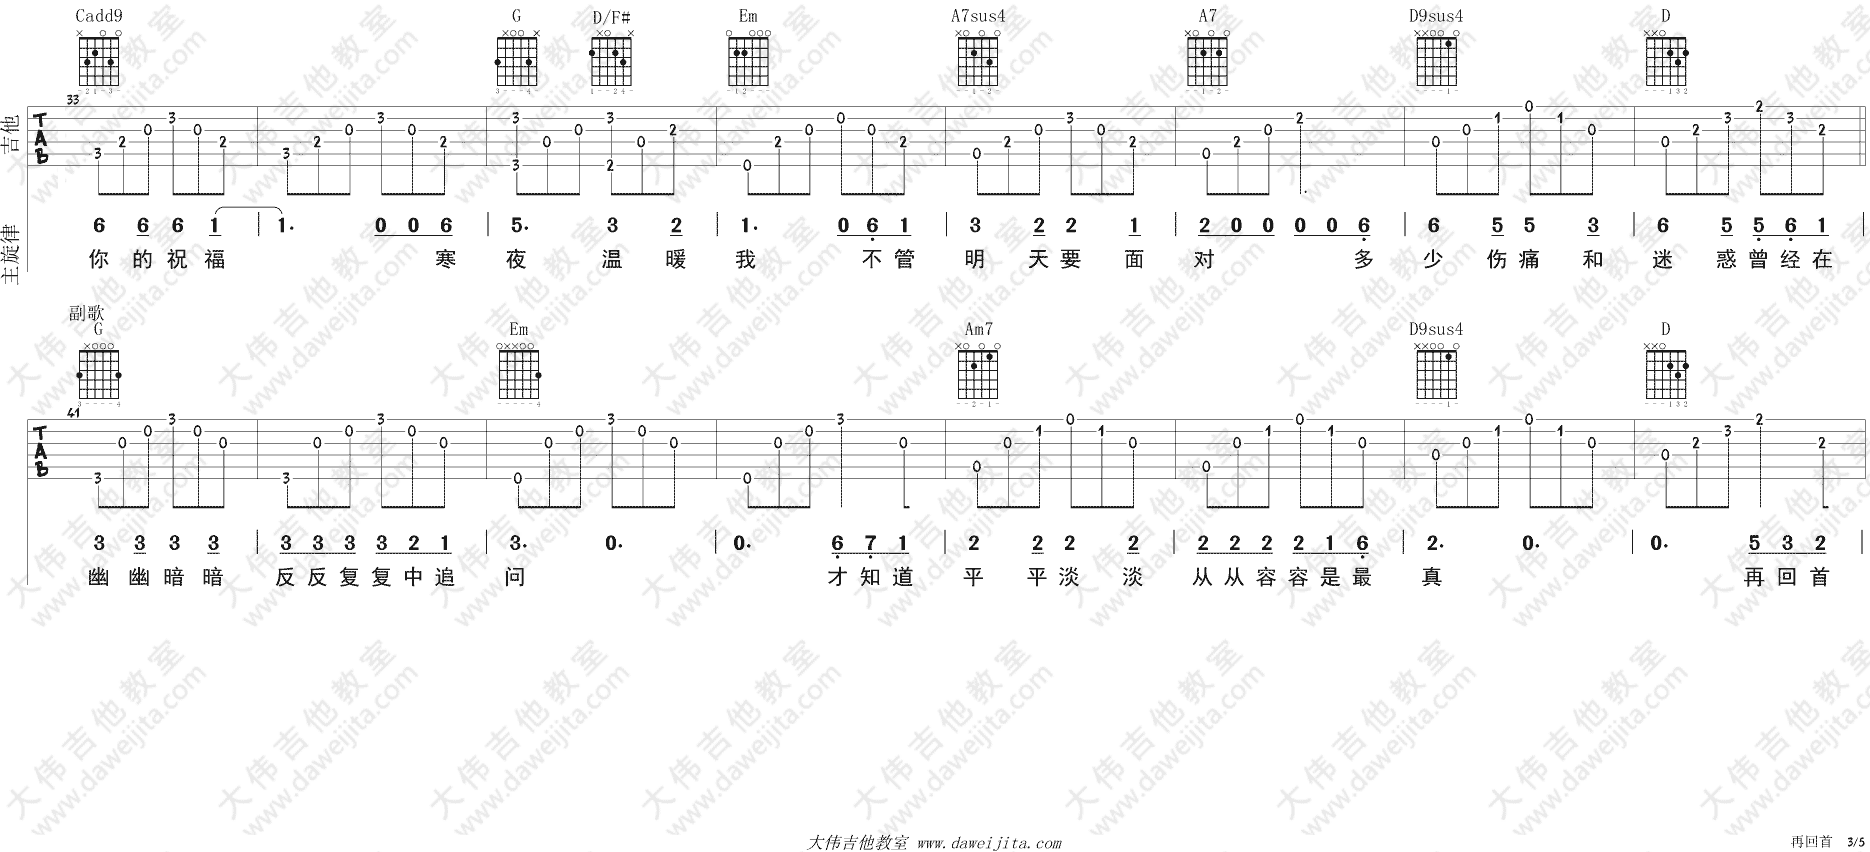 Cadd9 G D/F# Em A7sus4 A7 D9sus4 D
33
吉他 TAB
主旋律 6 6 6 1 | 1. 0 0 6 | 5. 3 2 | 1. 0 6 1 | 3 2 2 1 | 2 0 0 0 0 6 | 6 5 5 3 | 6 5 5 6 1
你 的 祝 福 寒 夜 温 暖 我 不 管 明 天 要 面 对 多 少 伤 痛 和 迷 惑 曾 经 在
副歌
G Em Am7 D9sus4 D
41
TAB
3 3 3 3 | 3 3 3 3 2 1 | 3. 0. | 0. 6 7 1 | 2 2 2 2 | 2 2 2 2 1 6 | 2. 0. | 0. 5 3 2 |
幽 幽 暗 暗 反 反 复 复 中 追 问 才 知 道 平 平 淡 淡 从 从 容 容 是 最 真 再 回 首
大伟吉他教室 www.daweijita.com
再回首 3/5